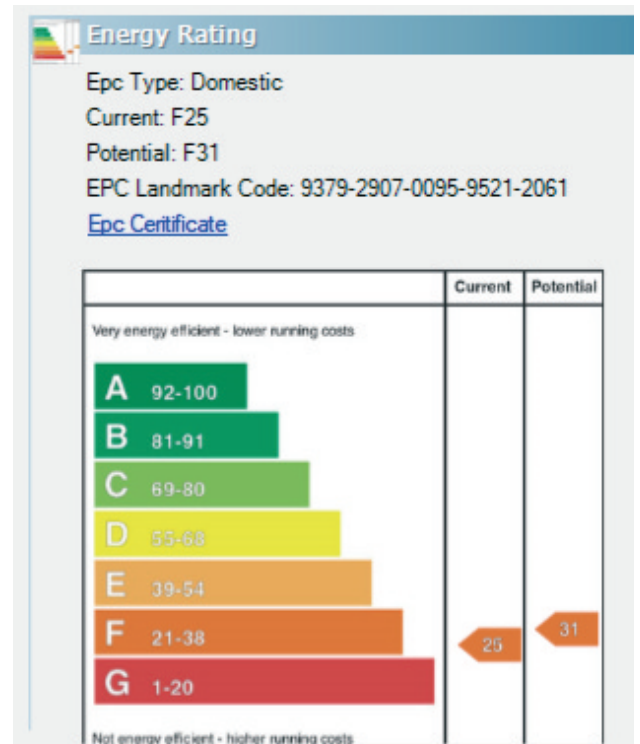 Energy Rating
Epc Type: Domestic
Current: F25
Potential: F31
EPC Landmark Code: 9379-2907-0095-9521-2061
Epc Ceritificate
Current Potential
Very energy efficient - lower running costs
A 92-100
B 81-91
C 69-80
D 55-68
E 39-54
F 21-38 25 31
G 1-20
Not energy efficient - higher running costs